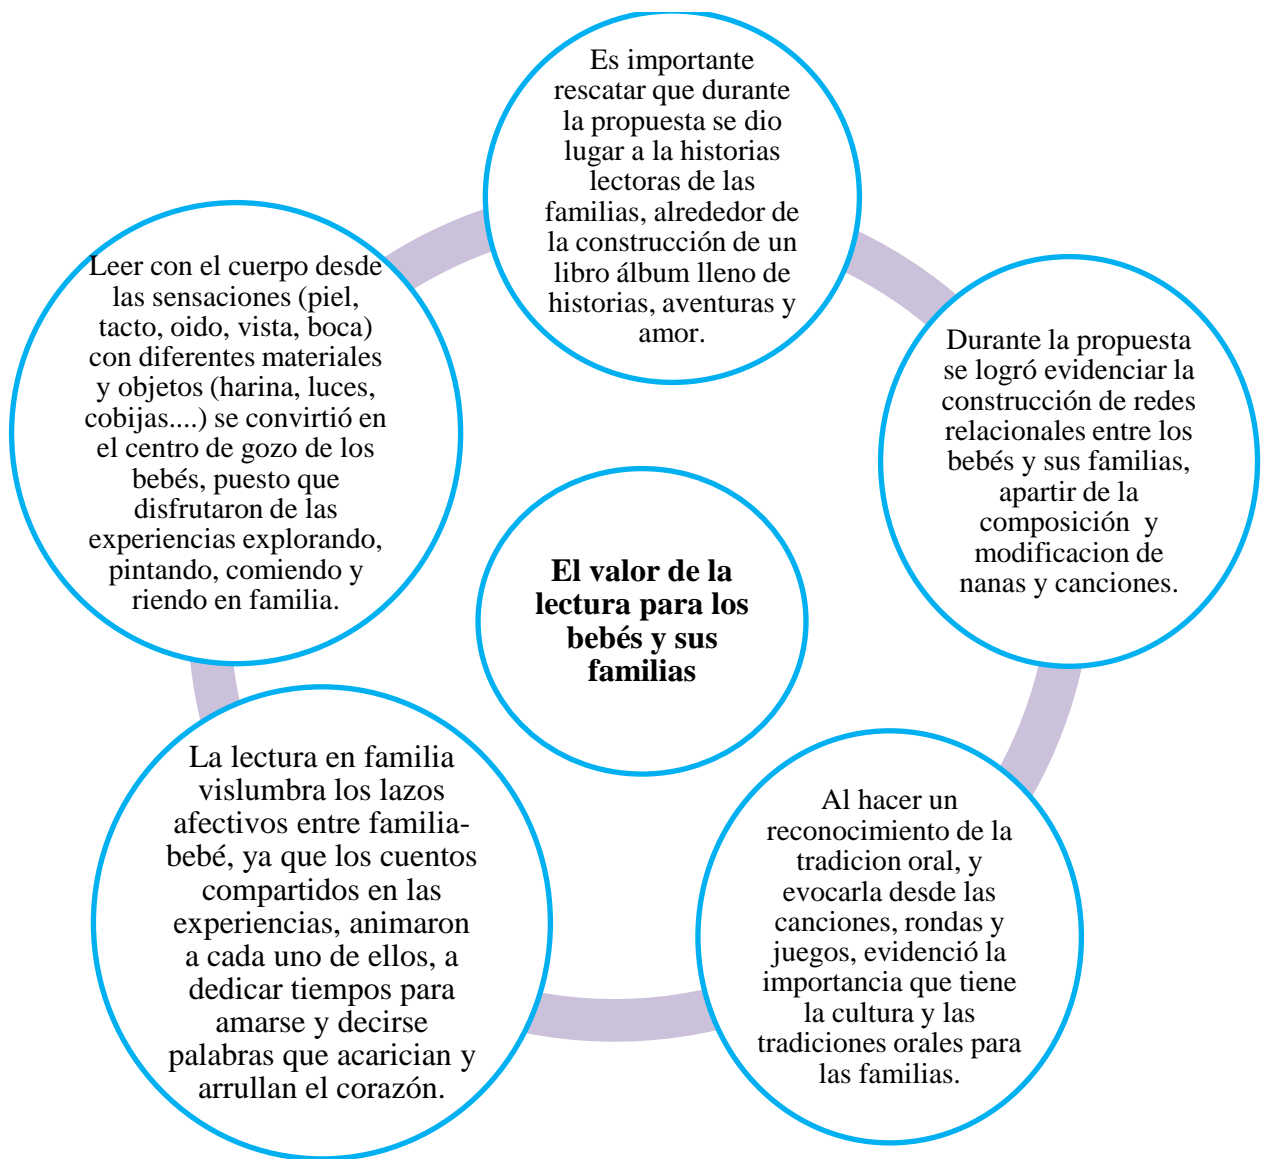 Es importante
rescatar que durante
la propuesta se dio
lugar a la historias
lectoras de las
familias, alrededor de
la construcción de un
libro álbum lleno de
historias, aventuras y
amor.
Durante la propuesta
se logró evidenciar la
construcción de redes
relacionales entre los
bebés y sus familias,
apartir de la
composición y
modificacion de
nanas y canciones.
Al hacer un
reconocimiento de la
tradicion oral, y
evocarla desde las
canciones, rondas y
juegos, evidenció la
importancia que tiene
la cultura y las
tradiciones orales para
las familias.
La lectura en familia
vislumbra los lazos
afectivos entre familia-
bebé, ya que los cuentos
compartidos en las
experiencias, animaron
a cada uno de ellos, a
dedicar tiempos para
amarse y decirse
palabras que acarician y
arrullan el corazón.
Leer con el cuerpo desde
las sensaciones (piel,
tacto, oido, vista, boca)
con diferentes materiales
y objetos (harina, luces,
cobijas....) se convirtió en
el centro de gozo de los
bebés, puesto que
disfrutaron de las
experiencias explorando,
pintando, comiendo y
riendo en familia.
El valor de la
lectura para los
bebés y sus
familias